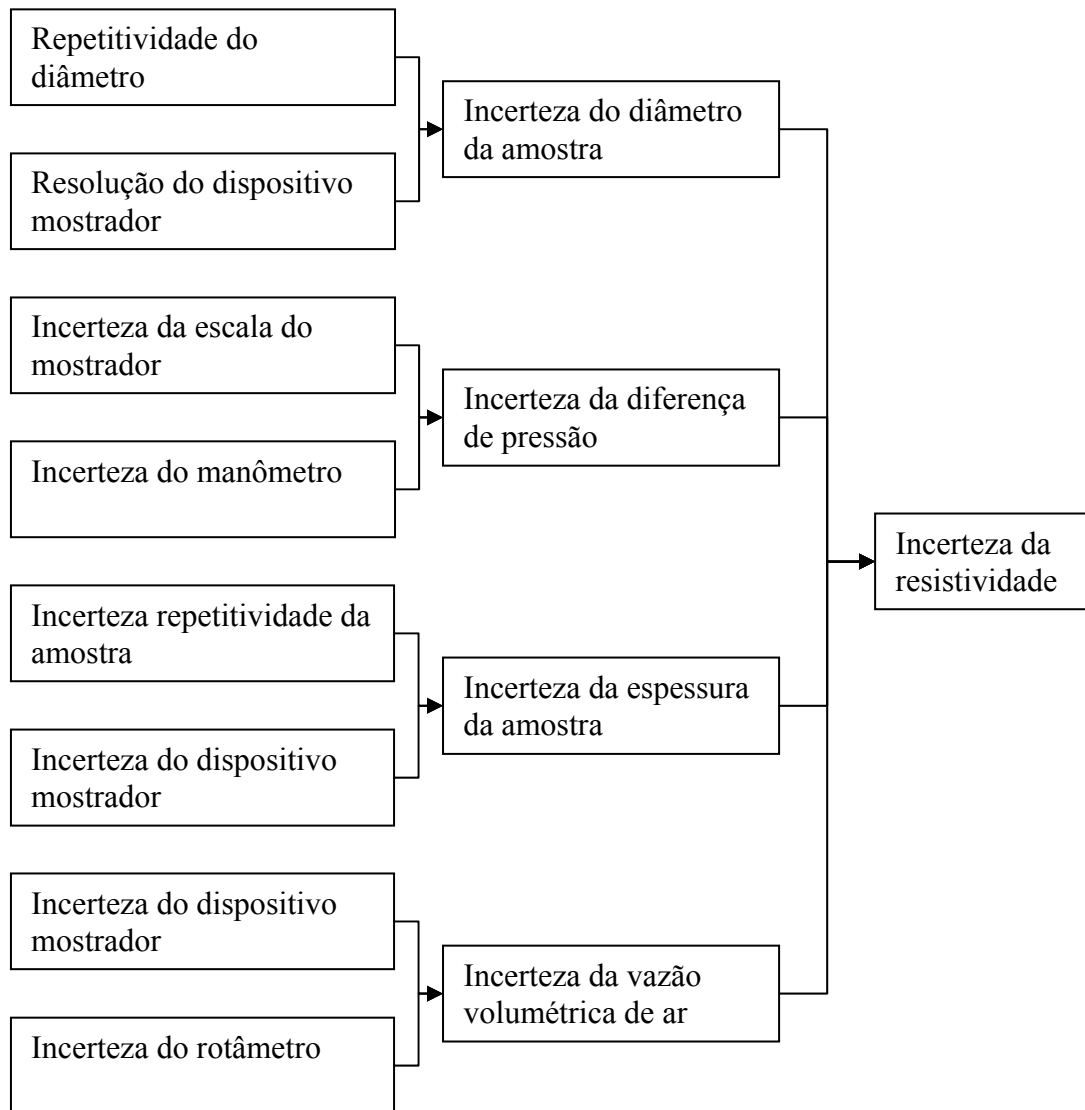 Repetitividade do
diâmetro
Resolução do dispositivo
mostrador
Incerteza do diâmetro
da amostra
Incerteza da escala do
mostrador
Incerteza do manômetro
Incerteza da diferença
de pressão
Incerteza repetitividade da
amostra
Incerteza do dispositivo
mostrador
Incerteza da espessura
da amostra
Incerteza do dispositivo
mostrador
Incerteza do rotâmetro
Incerteza da vazão
volumétrica de ar
Incerteza da
resistividade